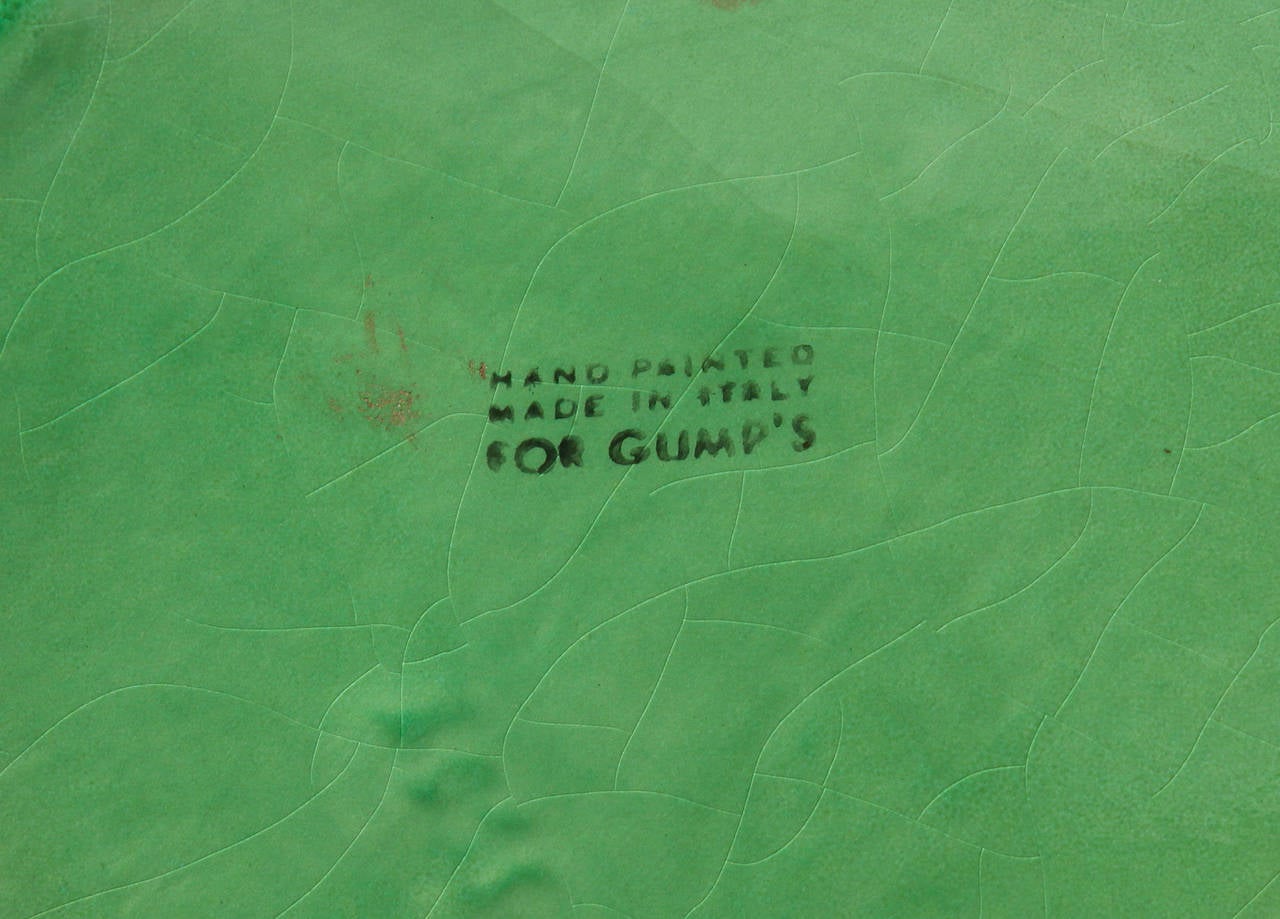 HAND PAINTED
MADE IN ITALY
FOR GUMP'S